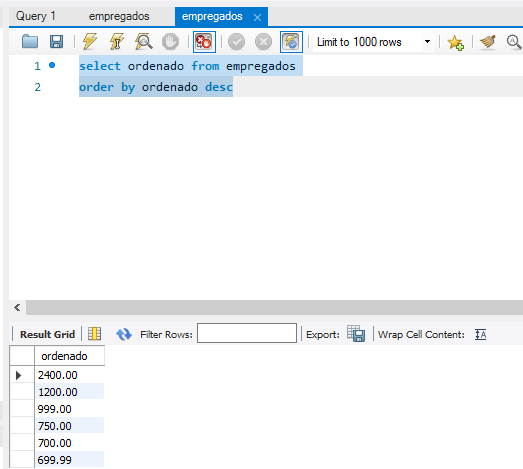 Query 1 empregados empregados
Limit to 1000 rows
1 select ordenado from empregados
2 order by ordenado desc
Result Grid Filter Rows: Export: Wrap Cell Content:
ordenado
2400.00
1200.00
999.00
750.00
700.00
699.99